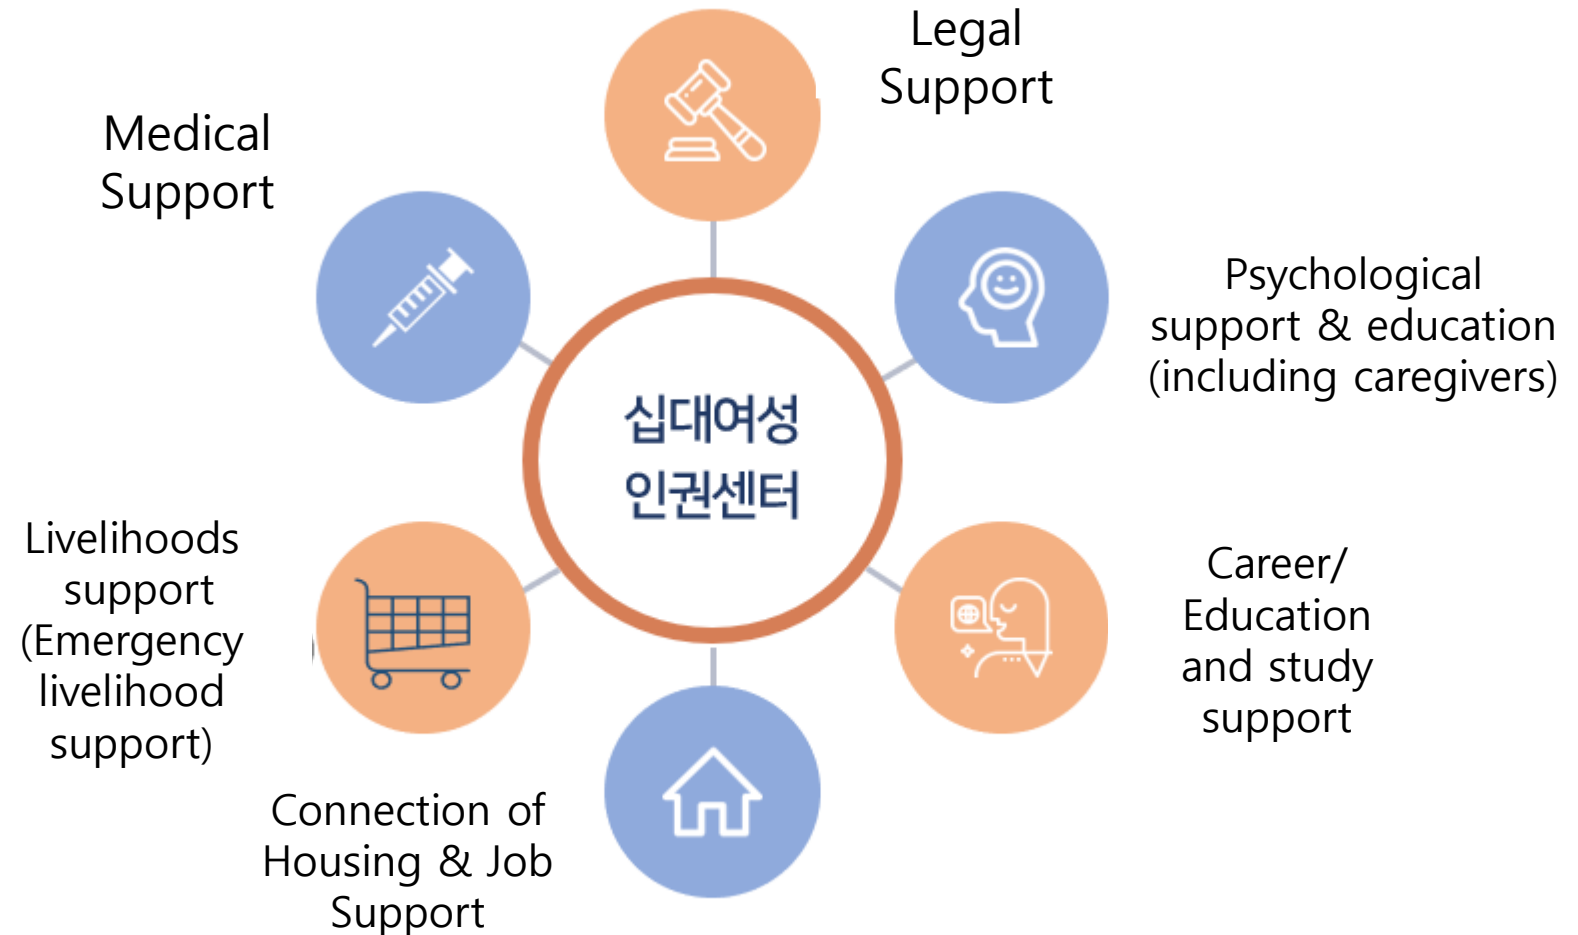 Legal
Support
Medical
Support
Psychological
support & education
(including caregivers)
십대여성
인권센터
Livelihoods
support
(Emergency
livelihood
support)
Career/
Education
and study
support
Connection of
Housing & Job
Support